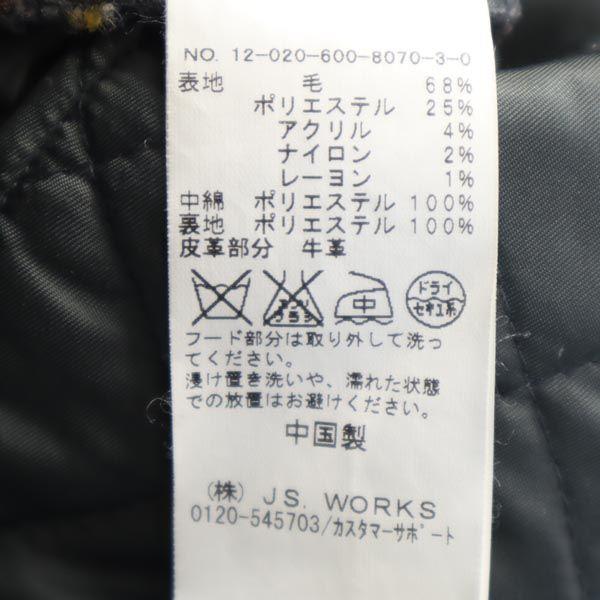 NO. 12-020-600-8070-3-0
表地 毛 68%
ポリエステル 25%
アクリル 4%
ナイロン 2%
レーヨン 1%
中綿 ポリエステル 100%
裏地 ポリエステル 100%
皮革部分 牛革
エンソ サラシ 中 ドライ セキユ系
フード部分は取り外して洗っ
てください。
浸け置き洗いや、濡れた状態
での放置はお避けください。
中国製
(株) J.S. WORKS
0120-545703/カスタマーサポート